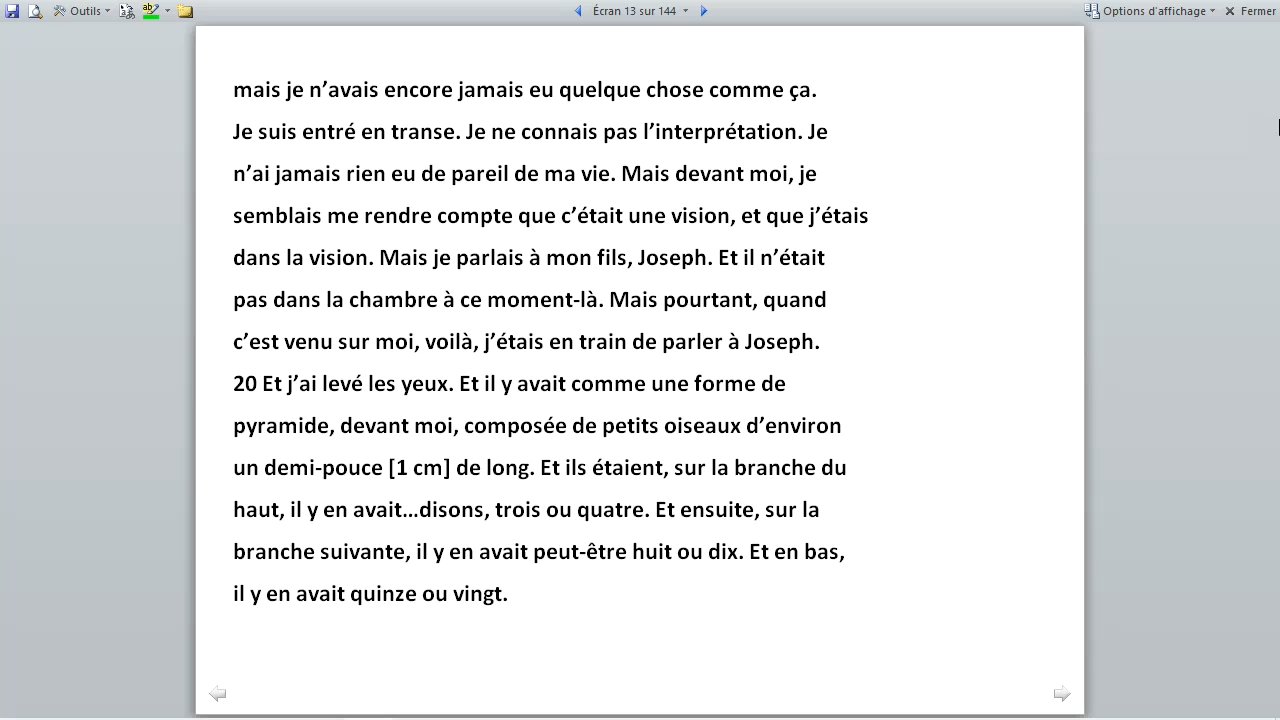 Outils
Écran 13 sur 144
Options d'affichage
Fermer
mais je n’avais encore jamais eu quelque chose comme ça.
Je suis entré en transe. Je ne connais pas l’interprétation. Je
n’ai jamais rien eu de pareil de ma vie. Mais devant moi, je
semblais me rendre compte que c’était une vision, et que j’étais
dans la vision. Mais je parlais à mon fils, Joseph. Et il n’était
pas dans la chambre à ce moment-là. Mais pourtant, quand
c’est venu sur moi, voilà, j’étais en train de parler à Joseph.
20 Et j’ai levé les yeux. Et il y avait comme une forme de
pyramide, devant moi, composée de petits oiseaux d’environ
un demi-pouce [1 cm] de long. Et ils étaient, sur la branche du
haut, il y en avait…disons, trois ou quatre. Et ensuite, sur la
branche suivante, il y en avait peut-être huit ou dix. Et en bas,
il y en avait quinze ou vingt.